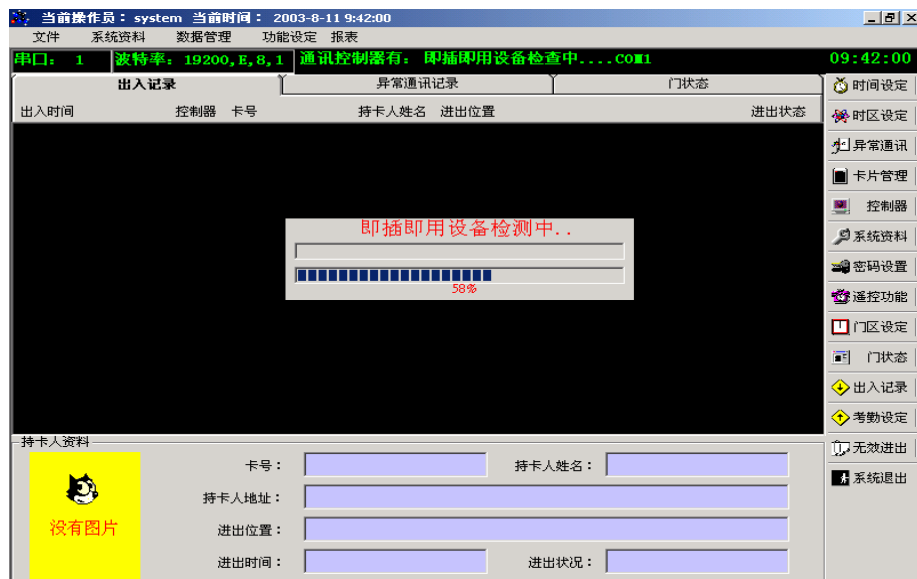 当前操作员： system 当前时间： 2003-8-11 9:42:00
文件 系统资料 数据管理 功能设定 报表
串口： 1 波特率： 19200,E,8,1 通讯控制器有： 即插即用设备检查中....COM1 09:42:00
出入记录 异常通讯记录 门状态
出入时间 控制器 卡号 持卡人姓名 进出位置 进出状态
时间设定
时区设定
异常通讯
卡片管理
控制器
系统资料
密码设置
遥控功能
门区设定
门状态
出入记录
考勤设定
无效进出
系统退出
即插即用设备检测中..
58%
持卡人资料
没有图片
卡号： 持卡人姓名：
持卡人地址：
进出位置：
进出时间： 进出状况：